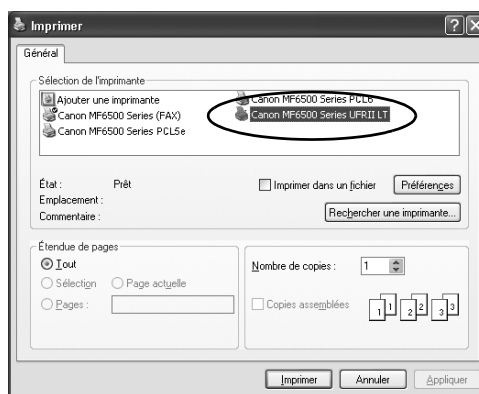 Imprimer
Général
Sélection de l'imprimante
Ajouter une imprimante
Canon MF6500 Series PCL6
Canon MF6500 Series (FAX)
Canon MF6500 Series UFRII LT
Canon MF6500 Series PCL5e
État : Prêt
Imprimer dans un fichier
Préférences
Emplacement :
Commentaire :
Rechercher une imprimante...
Étendue de pages
Tout
Nombre de copies : 1
Sélection
Page actuelle
Pages :
Copies assemblées
1 1 2 2 3 3
Imprimer
Annuler
Appliquer